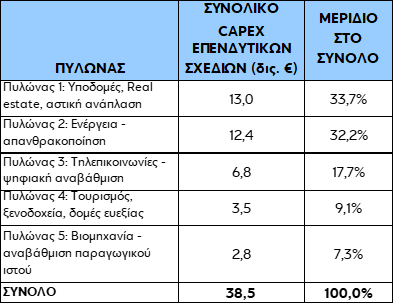 ΠΥΛΩΝΑΣ
ΣΥΝΟΛΙΚΟ
CAPEX
ΕΠΕΝΔΥΤΙΚΩΝ
ΣΧΕΔΙΩΝ (δις. €)
ΜΕΡΙΔΙΟ
ΣΤΟ
ΣΥΝΟΛΟ
Πυλώνας 1: Υποδομές, Real
estate, αστική ανάπλαση
13,0
33,7%
Πυλώνας 2: Ενέργεια -
απανθρακοποίηση
12,4
32,2%
Πυλώνας 3: Τηλεπικοινωνίες -
ψηφιακή αναβάθμιση
6,8
17,7%
Πυλώνας 4: Τουρισμός,
ξενοδοχεία, δομές ευεξίας
3,5
9,1%
Πυλώνας 5: Βιομηχανία -
αναβάθμιση παραγωγικού
ιστού
2,8
7,3%
ΣΥΝΟΛΟ
38,5
100,0%